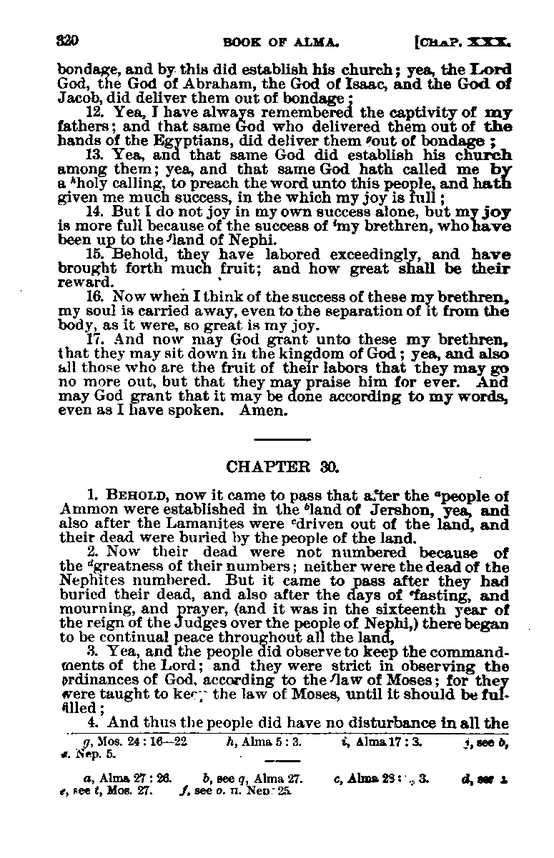 320 BOOK OF ALMA. [CHAP. XXX.
bondage, and by this did establish his church; yea, the Lord
God, the God of Abraham, the God of Isaac, and the God of
Jacob, did deliver them out of bondage;
12. Yea, I have always remembered the captivity of my
fathers; and that same God who delivered them out of the
hands of the Egyptians, did deliver them gout of bondage;
13. Yea, and that same God did establish his church
among them; yea, and that same God hath called me by
a hholy calling, to preach the word unto this people, and hath
given me much success, in the which my joy is full;
14. But I do not joy in my own success alone, but my joy
is more full because of the success of imy brethren, who have
been up to the jland of Nephi.
15. Behold, they have labored exceedingly, and have
brought forth much fruit; and how great shall be their
reward.
16. Now when I think of the success of these my brethren,
my soul is carried away, even to the separation of it from the
body, as it were, so great is my joy.
17. And now may God grant unto these my brethren,
that they may sit down in the kingdom of God; yea, and also
all those who are the fruit of their labors that they may go
no more out, but that they may praise him for ever. And
may God grant that it may be done according to my words,
even as I have spoken. Amen.
CHAPTER 30.
1. BEHOLD, now it came to pass that after the apeople of
Ammon were established in the bland of Jershon, yea, and
also after the Lamanites were cdriven out of the land, and
their dead were buried by the people of the land.
2. Now their dead were not numbered because of
the dgreatness of their numbers; neither were the dead of the
Nephites numbered. But it came to pass after they had
buried their dead, and also after the days of efasting, and
mourning, and prayer, (and it was in the sixteenth year of
the reign of the Judges over the people of Nephi,) there began
to be continual peace throughout all the land,
3. Yea, and the people did observe to keep the command-
ments of the Lord; and they were strict in observing the
ordinances of God, according to the flaw of Moses; for they
were taught to keep the law of Moses, until it should be ful-
filled;
4. And thus the people did have no disturbance in all the
g, Mos. 24:16—22 h, Alma 5:3. i, Alma 17:3. j, see b,
Nep. 5.
a, Alma 27:26. b, see q, Alma 27. c, Alma 28: 3. d, see
e, see t, Mos. 27. f, see o. Nep 25.